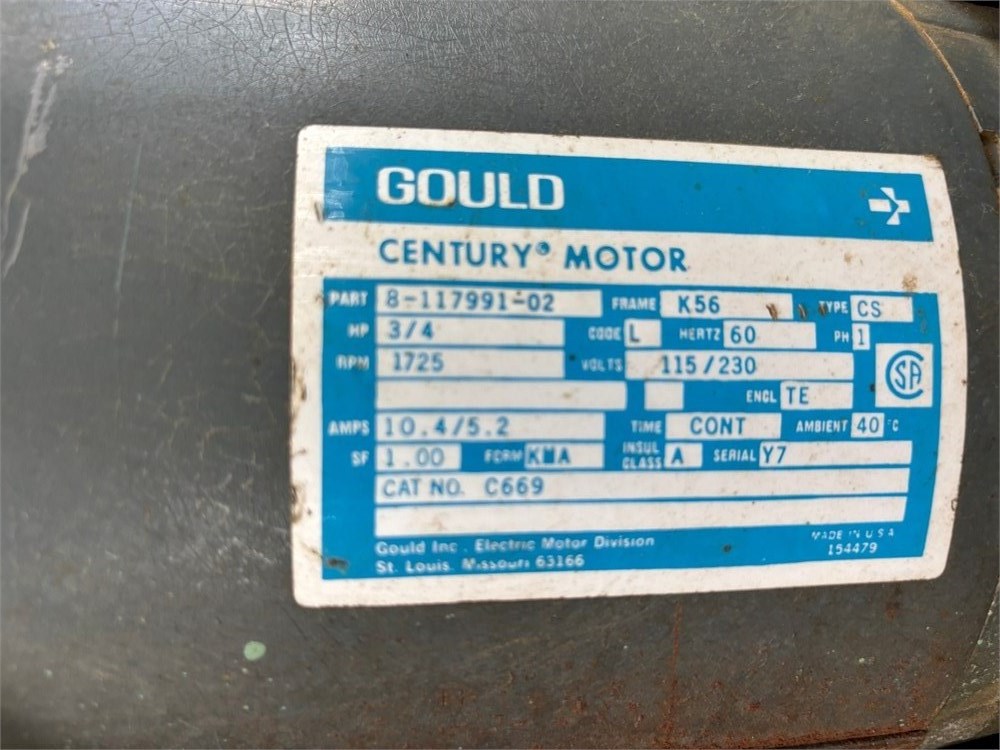 GOULD
CENTURY® MOTOR
PART 8-117991-02 FRAME K56 TYPE CS
HP 3/4 CODE L HERTZ 60 PH 1
RPM 1725 VOLTS 115/230
ENCL TE
AMPS 10.4/5.2 TIME CONT AMBIENT 40 °C
SF 1.00 FORM KWA INSUL CLASS A SERIAL Y7
CAT NO. C669
Gould Inc., Electric Motor Division
St. Louis, Missouri 63166
MADE IN U S A
154479
SA